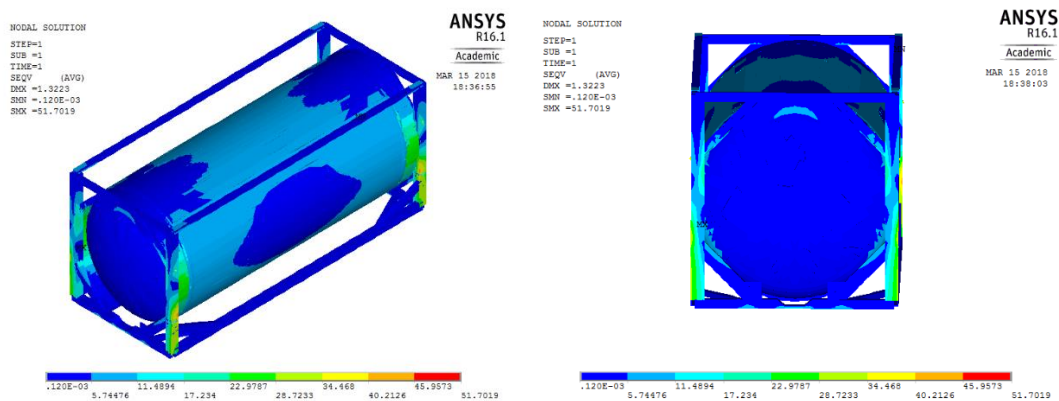 NODAL SOLUTION
STEP=1
SUB =1
TIME=1
SEQV (AVG)
DMX =1.3223
SMN =.120E-03
SMX =51.7019
ANSYS
R16.1
Academic
MAR 15 2018
18:36:55
.120E-03 11.4894 22.9787 34.468 45.9573
5.74476 17.234 28.7233 40.2126 51.7019
NODAL SOLUTION
STEP=1
SUB =1
TIME=1
SEQV (AVG)
DMX =1.3223
SMN =.120E-03
SMX =51.7019
ANSYS
R16.1
Academic
MAR 15 2018
18:38:03
.120E-03 11.4894 22.9787 34.468 45.9573
5.74476 17.234 28.7233 40.2126 51.7019